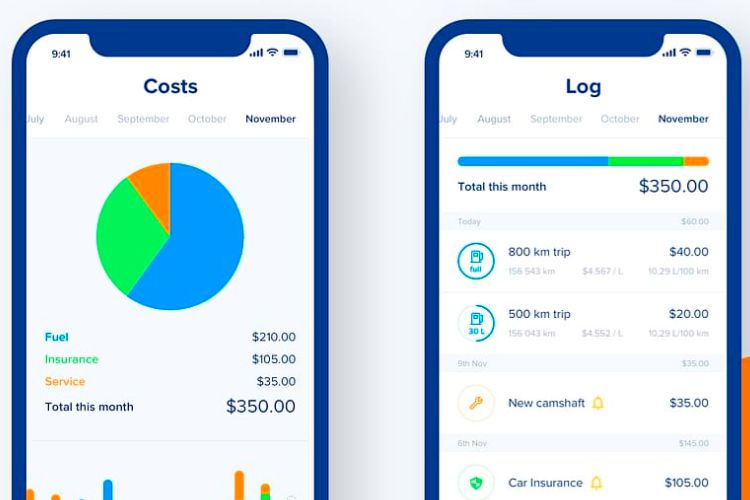 9:41
Costs
July August September October November
Fuel $210.00
Insurance $105.00
Service $35.00
Total this month $350.00
9:41
Log
July August September October November
Total this month $350.00
Today $60.00
800 km trip $40.00
full 156 543 km $4.567 / L 10,29 L/100 km
500 km trip $20.00
30 L 156 043 km $4.552 / L 10,29 L/100 km
9th Nov $35.00
New camshaft $35.00
6th Nov $145.00
Car Insurance $105.00